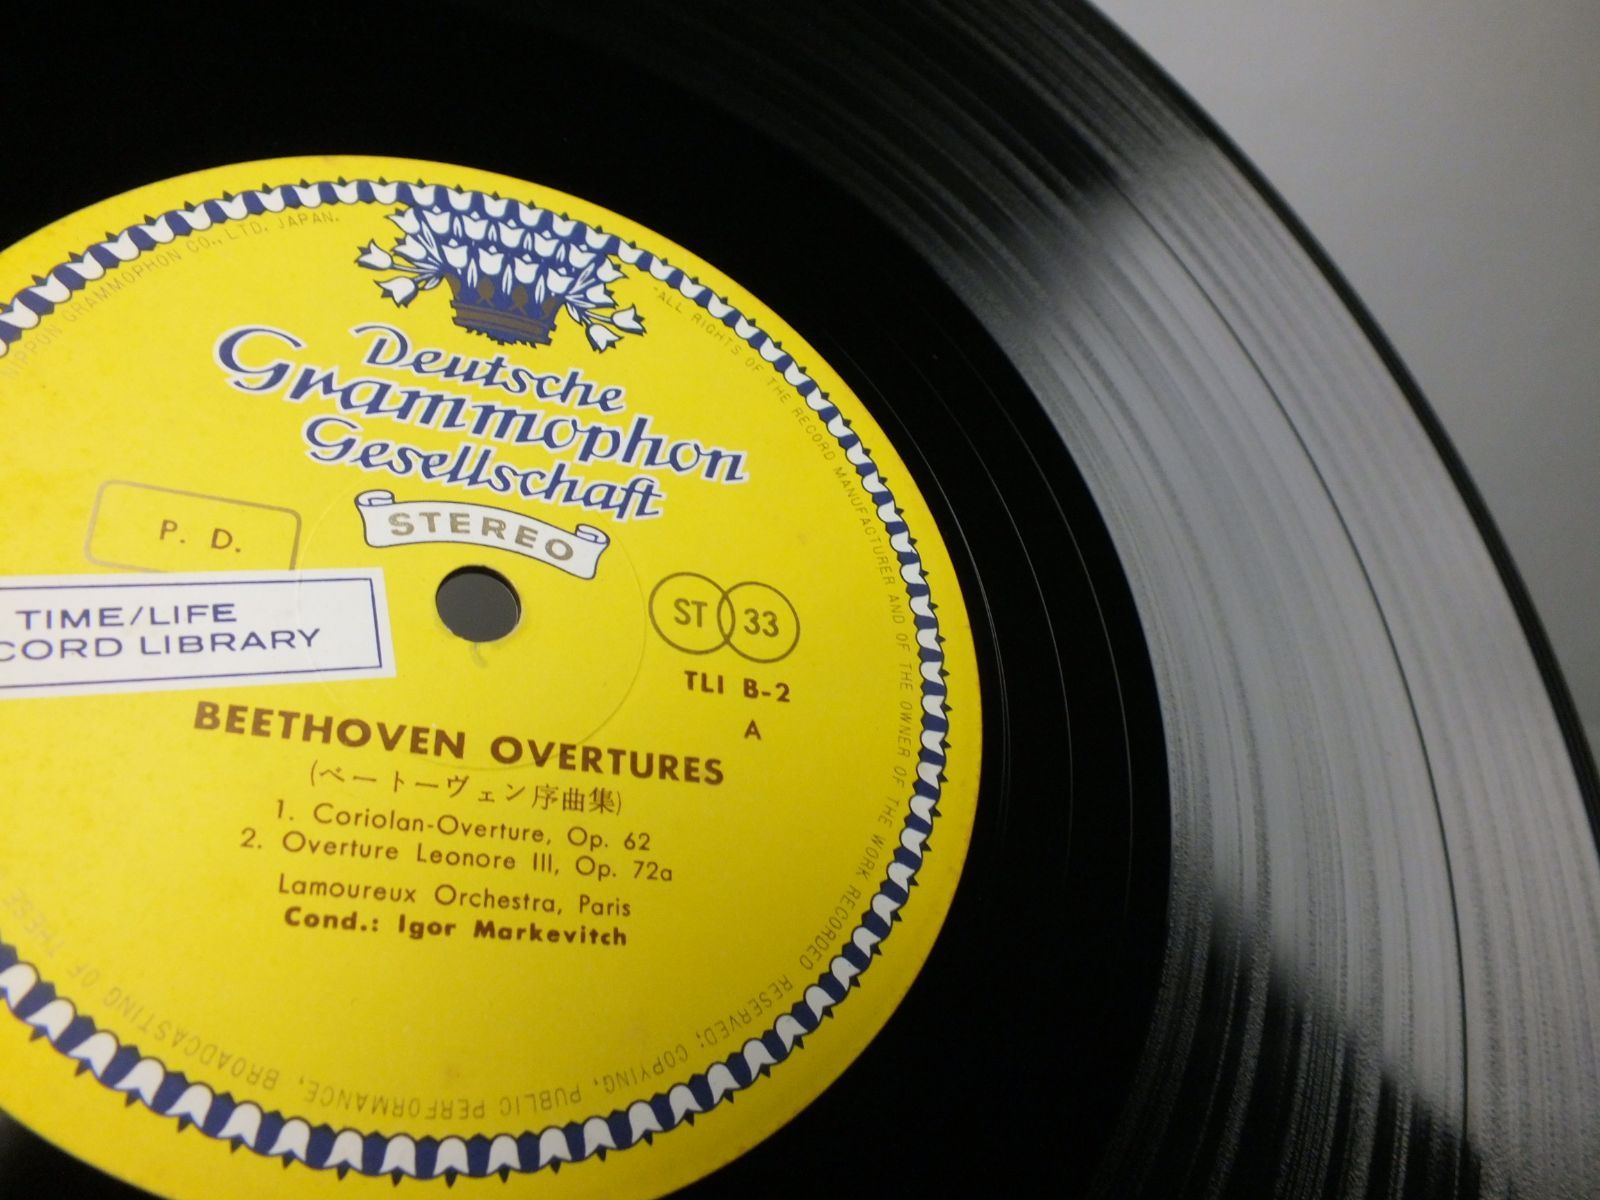 NIPPON GRAMMOPHON CO., LTD. JAPAN.
"ALL RIGHTS OF THE RECORD MANUFACTURER AND OF THE OWNER OF THE WORK RECORDED RESERVED; COPYING, PUBLIC PERFORMANCE, BROADCASTING OF THESE
Deutsche
Grammophon
Gesellschaft
STEREO
P. D.
TIME/LIFE
CORD LIBRARY
ST 33
TLI B-2
A
BEETHOVEN OVERTURES
(ベートーヴェン序曲集)
1. Coriolan-Overture, Op. 62
2. Overture Leonore III, Op. 72a
Lamoureux Orchestra, Paris
Cond.: Igor Markevitch